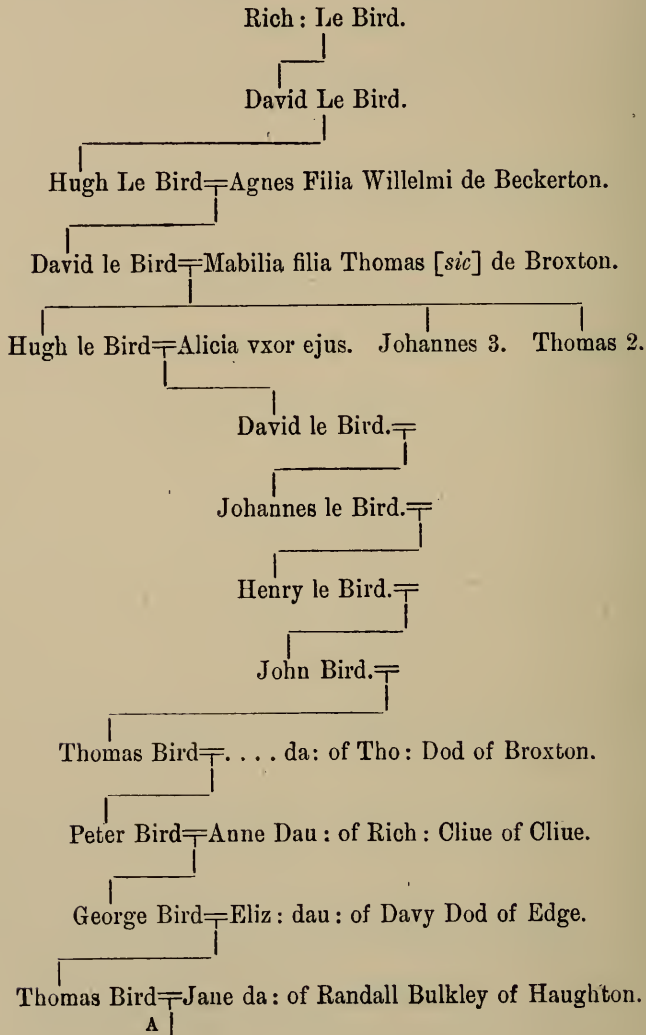 Rich: Le Bird.
David Le Bird.
Hugh Le Bird=Agnes Filia Willelmi de Beckerton.
David le Bird=Mabilia filia Thomas [sic] de Broxton.
Hugh le Bird=Alicia vxor ejus. Johannes 3. Thomas 2.
David le Bird.=
Johannes le Bird.=
Henry le Bird.=
John Bird.=
Thomas Bird=. . . . da: of Tho: Dod of Broxton.
Peter Bird=Anne Dau: of Rich: Cliue of Cliue.
George Bird=Eliz: dau: of Davy Dod of Edge.
Thomas Bird=Jane da: of Randall Bulkley of Haughton.
A